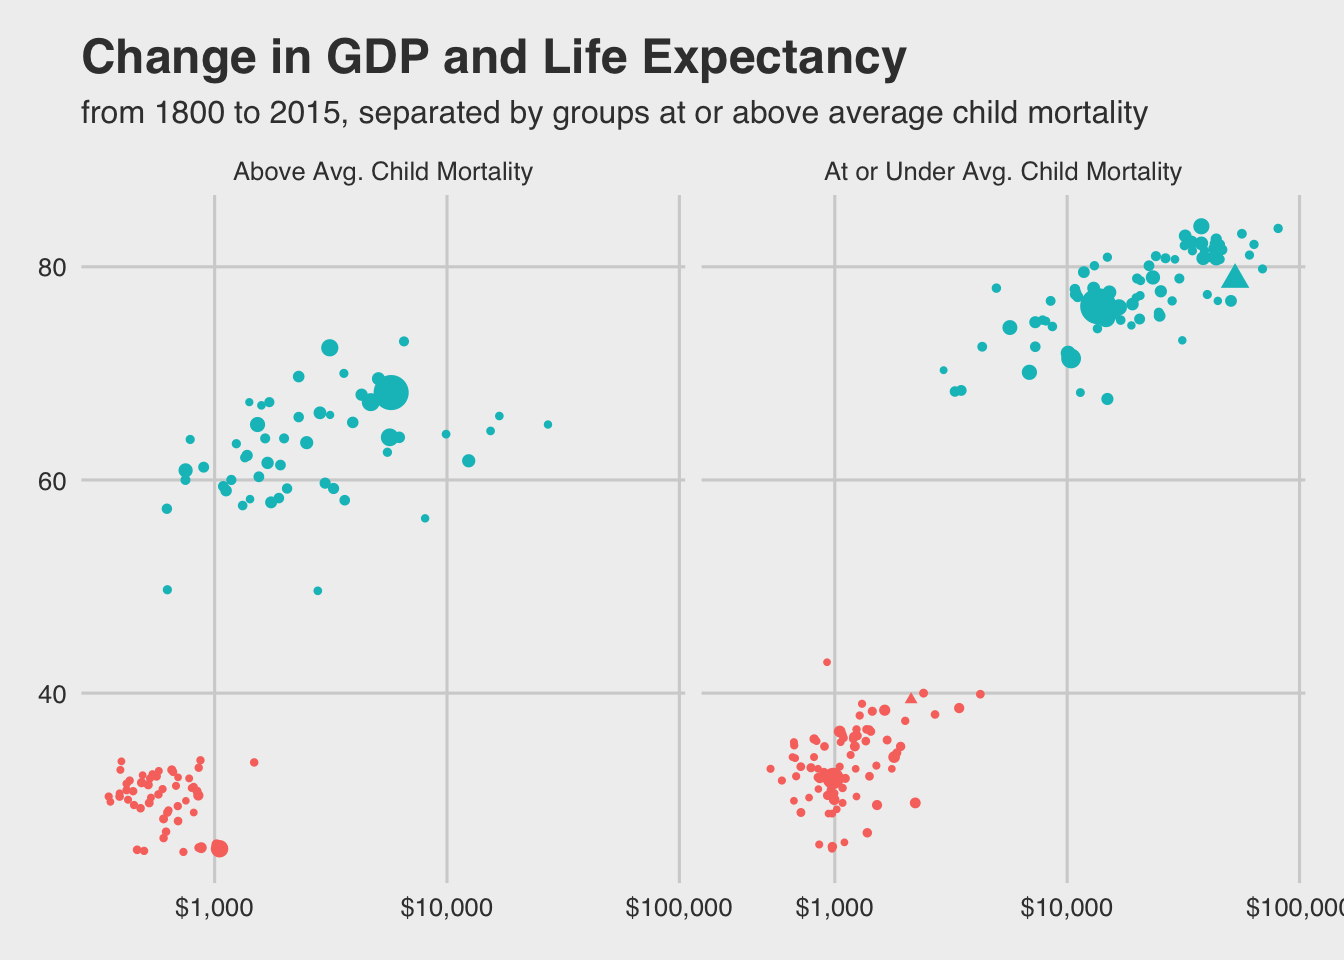 Change in GDP and Life Expectancy
from 1800 to 2015, separated by groups at or above average child mortality
Above Avg. Child Mortality
At or Under Avg. Child Mortality
80
60
40
$1,000
$10,000
$100,000
$1,000
$10,000
$100,000